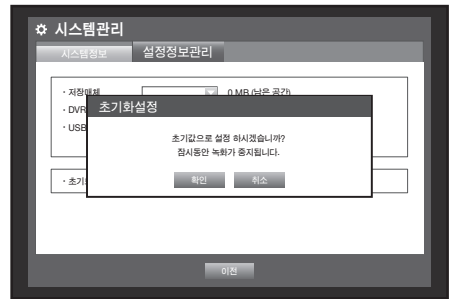 시스템관리
시스템정보 설정정보관리
· 저장매체 0 MB (남은 공간)
· DVR
· USB
초기화설정
초기값으로 설정 하시겠습니까?
잠시동안 녹화가 중지됩니다.
확인 취소
· 초기
이전